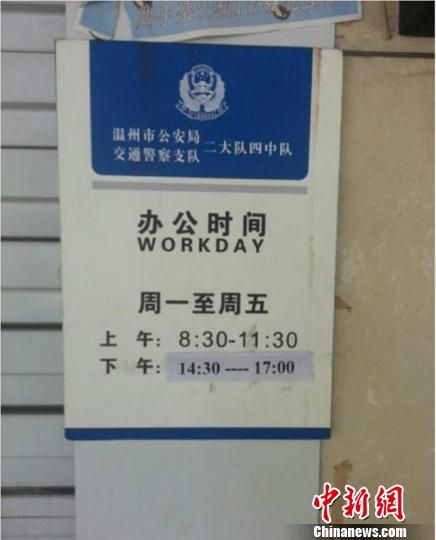 温州市公安局
交通警察支队 二大队四中队
办公时间
WORKDAY
周一至周五
上 午: 8:30-11:30
下 午: 14:30 ---- 17:00
中新网
Chinanews.com